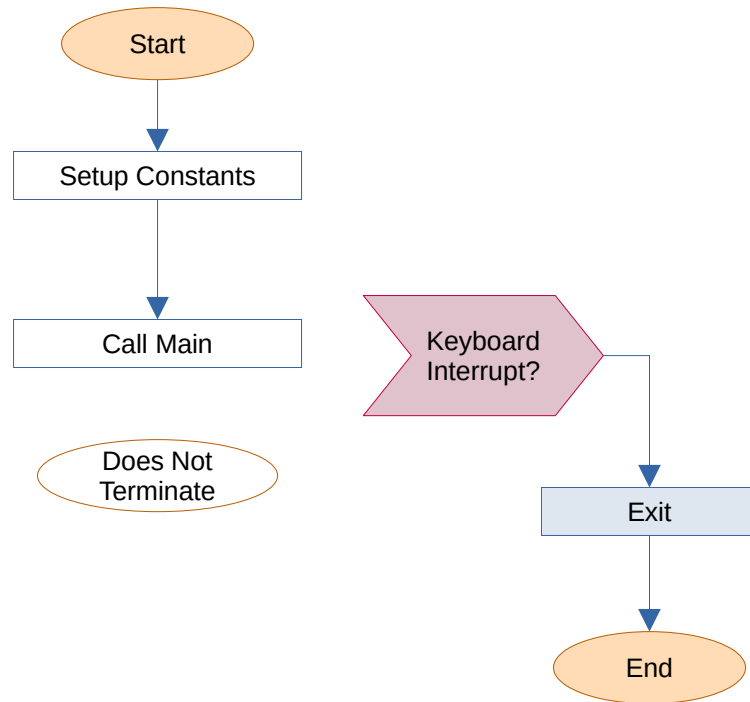 Start
Setup Constants
Call Main
Does Not
Terminate
Keyboard
Interrupt?
Exit
End